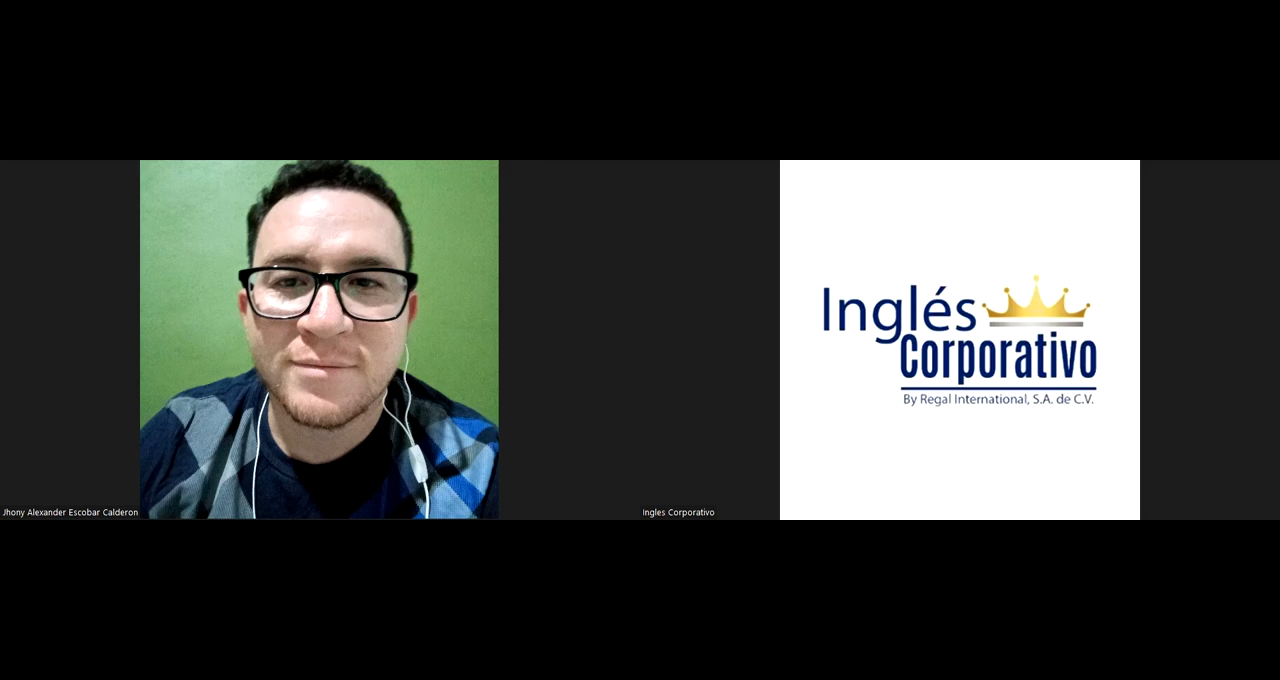 Inglés
Corporativo
By Regal International, S.A. de C.V.
Jhony Alexander Escobar Calderon
Ingles Corporativo